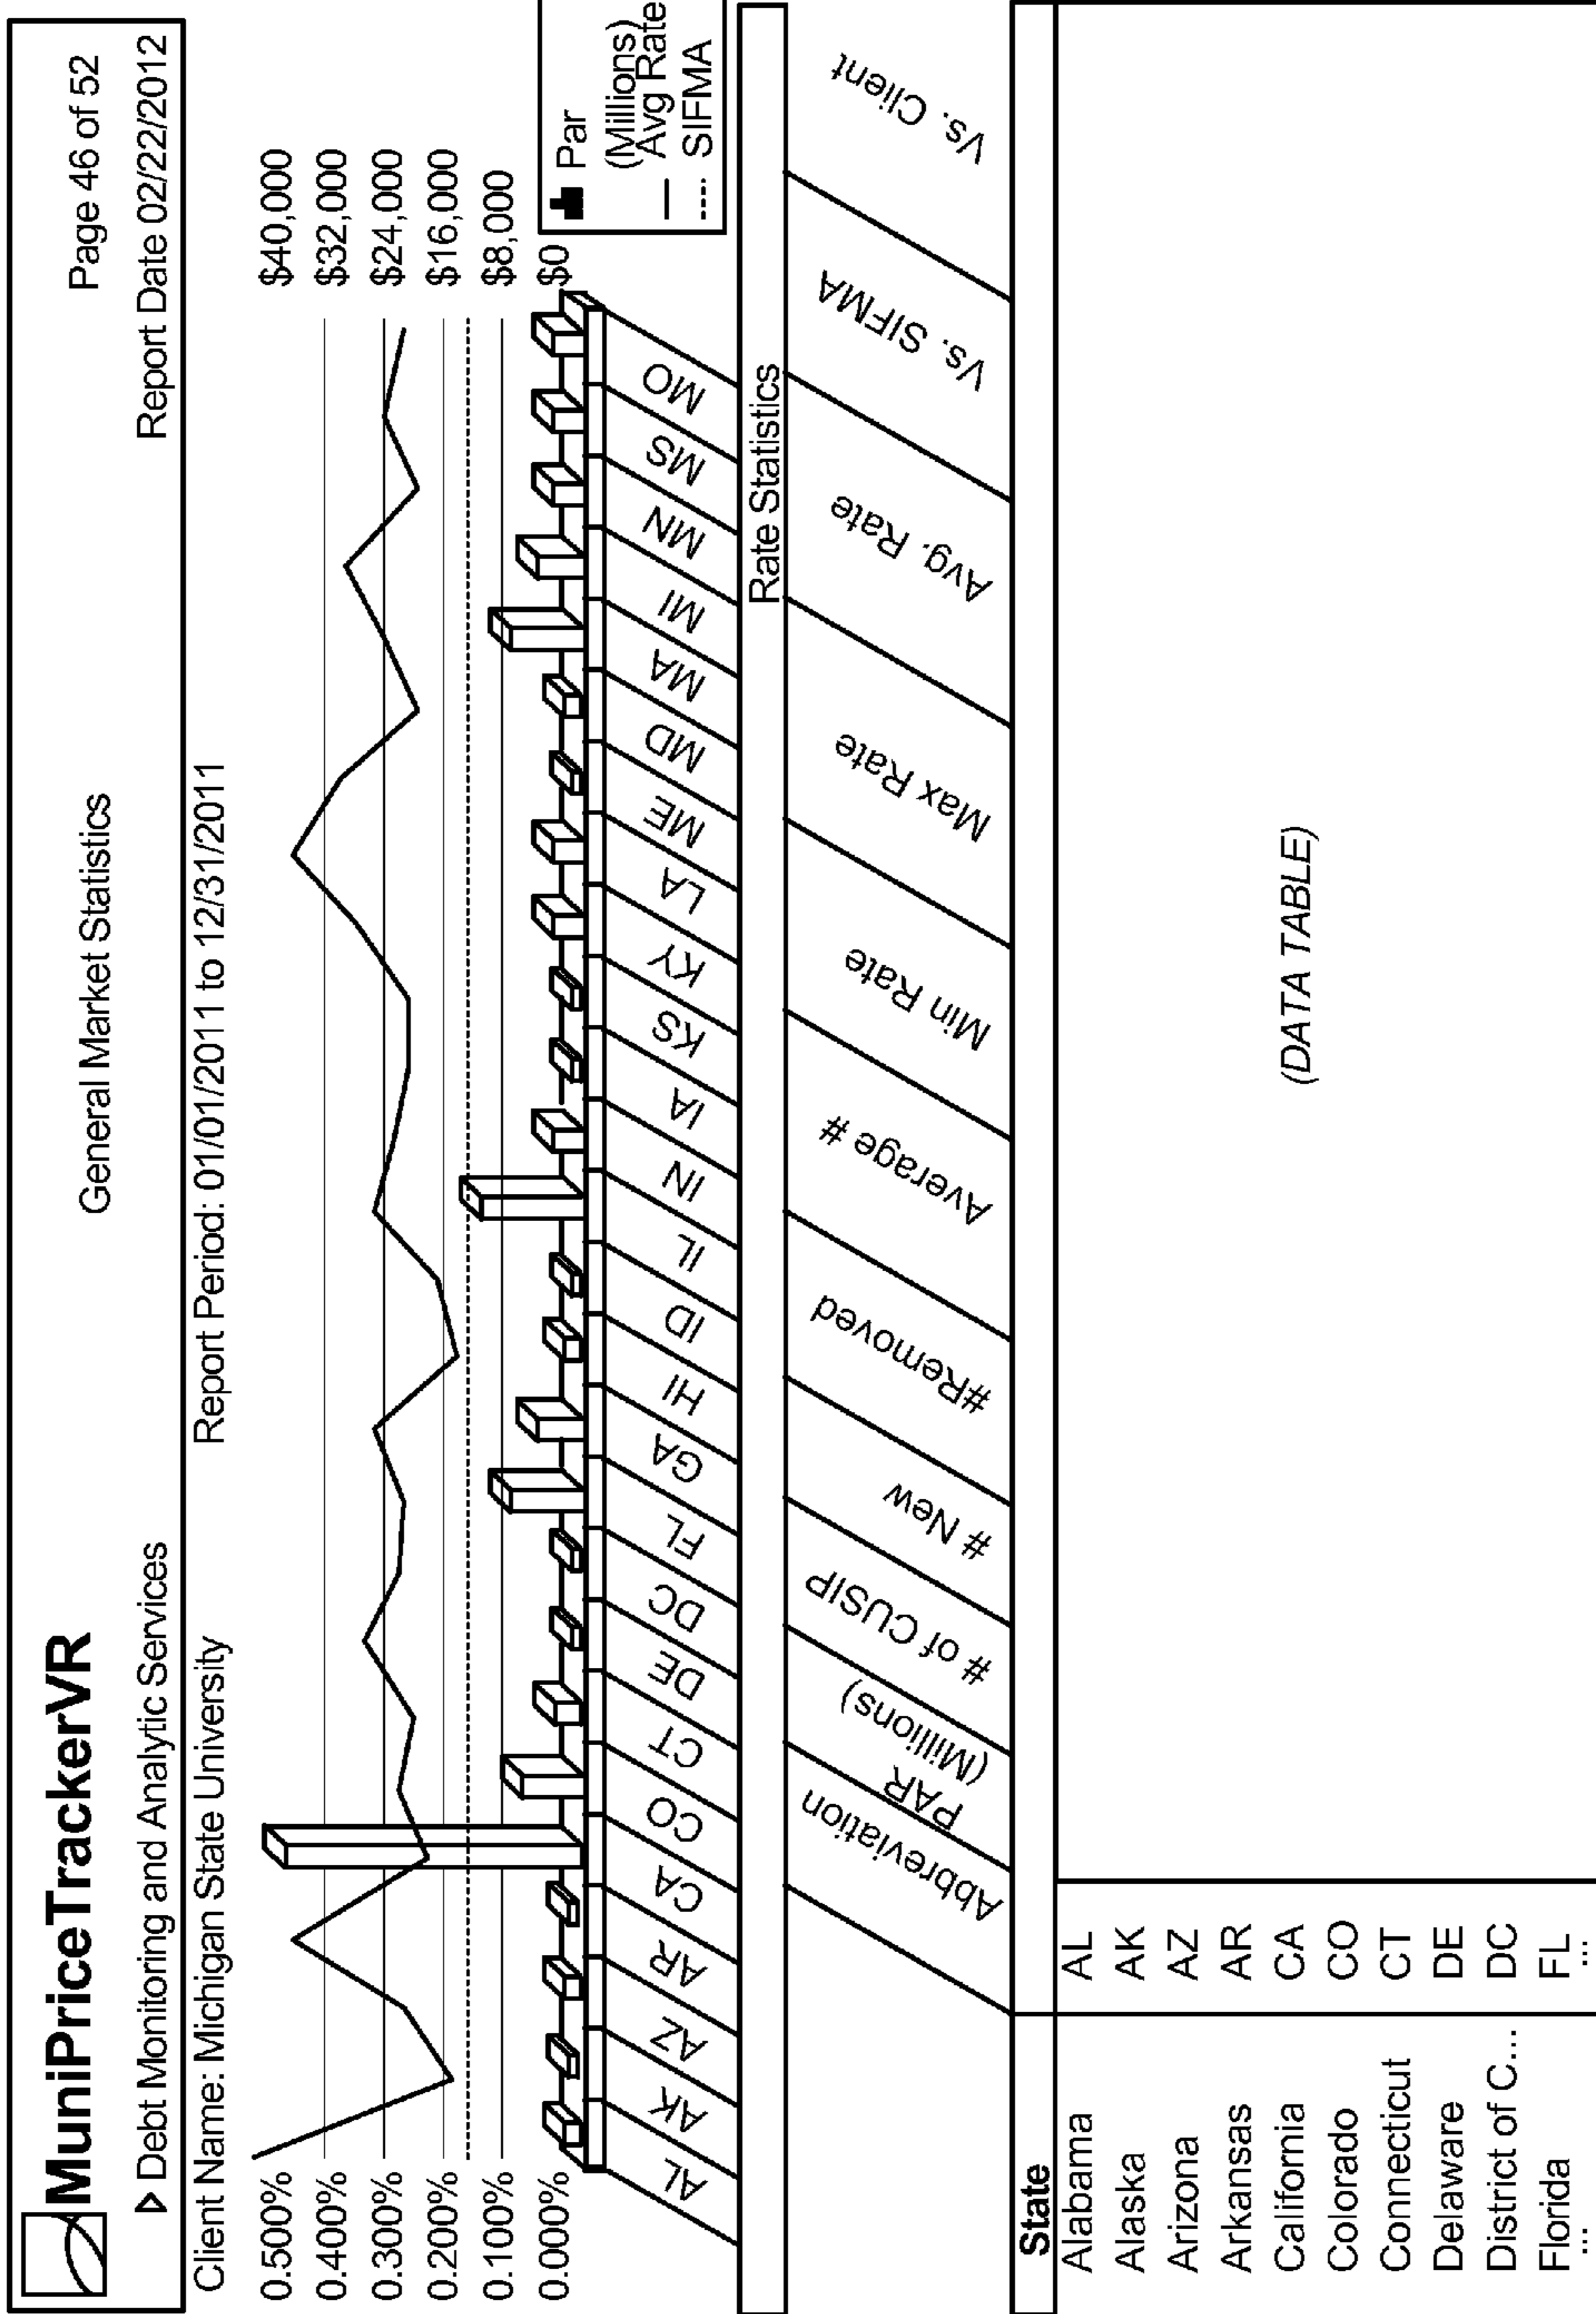 MuniPriceTrackerVR
General Market Statistics
Page 46 of 52
Debt Monitoring and Analytic Services
Report Date 02/22/2012
Client Name: Michigan State University
Report Period: 01/01/2011 to 12/31/2011
0.500%
0.400%
0.300%
0.200%
0.100%
0.000%
$40,000
$32,000
$24,000
$16,000
$8,000
$0
Par
(Millions)
Avg Rate
SIFMA
AL AK AZ AR CA CO CT DE DC FL GA HI ID IL IN IA KS KY LA ME MD MA MI MN MS MO
Rate Statistics
Abbreviation
PAR
(Millions)
# of CUSIP
# New
#Removed
Average #
Min Rate
Max Rate
Avg. Rate
Vs. SIFMA
Vs. Client
State
Alabama AL
Alaska AK
Arizona AZ
Arkansas AR
California CA
Colorado CO
Connecticut CT
Delaware DE
District of C... DC
Florida FL
... ...
(DATA TABLE)